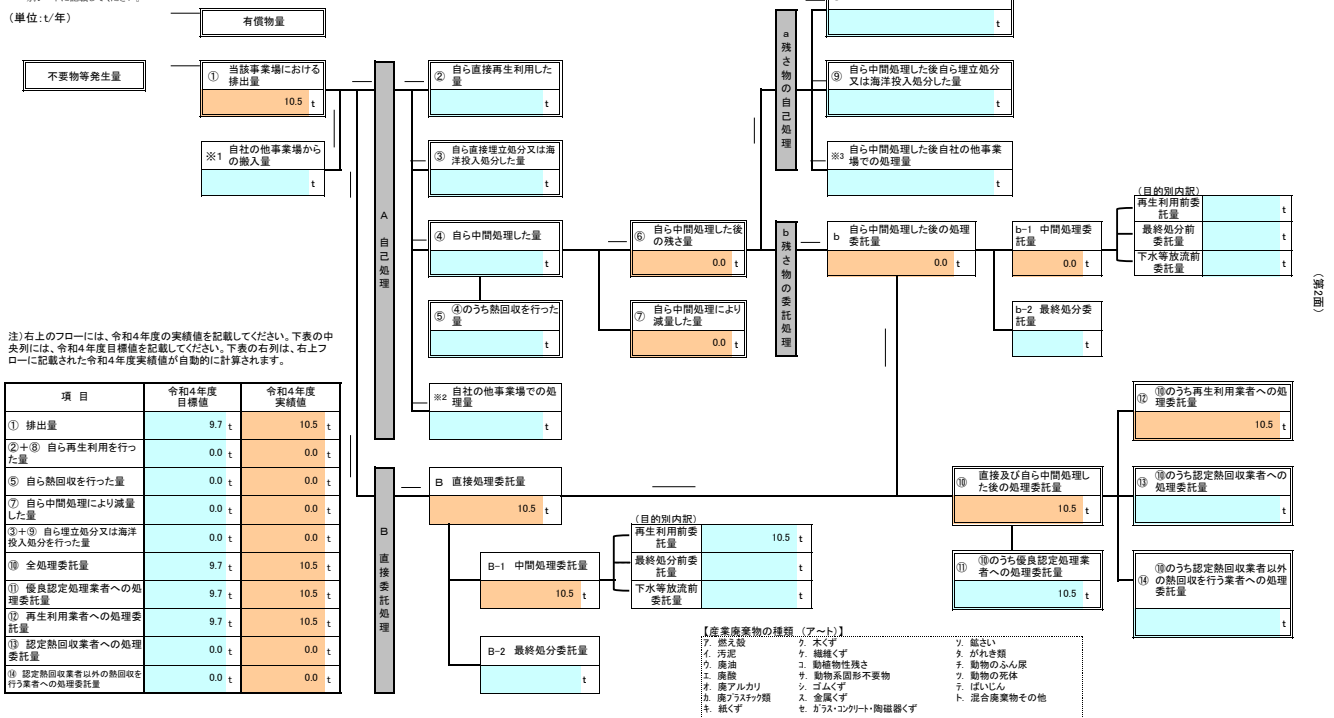 (単位:t/年)
有償物量
t
不要物等発生量
① 当該事業場における
排出量
10.5 t
※1 自社の他事業場から
の搬入量
t
A
自己処理
② 自ら直接再生利用した
量
t
③ 自ら直接埋立処分又は海
洋投入処分した量
t
④ 自ら中間処理した量
t
⑤ ④のうち熱回収を行った
量
t
※2 自社の他事業場での処
理量
t
⑥ 自ら中間処理した後
の残さ量
0.0 t
⑦ 自ら中間処理により
減量した量
0.0 t
a
残さ物の自己処理
⑨ 自ら中間処理した後自ら埋立処分
又は海洋投入処分した量
t
※3 自ら中間処理した後自社の他事業
場での処理量
t
b
残さ物の委託処理
b 自ら中間処理した後の処理
委託量
0.0 t
b-1 中間処理委
託量
0.0 t
b-2 最終処分委
託量
t
(目的別内訳)
再生利用前委
託量 t
最終処分前
委託量 t
下水等放流前
委託量 t
(第2面)
注)右上のフローには、令和4年度の実績値を記載してください。下表の中
央列には、令和4年度目標値を記載してください。下表の右列は、右上フ
ローに記載された令和4年度実績値が自動的に計算されます。
項 目 令和4年度
目標値 令和4年度
実績値
① 排出量 9.7 t 10.5 t
②+⑧ 自ら再生利用を行っ
た量 0.0 t 0.0 t
⑤ 自ら熱回収を行った量 0.0 t 0.0 t
⑦ 自ら中間処理により減量
した量 0.0 t 0.0 t
③+⑨ 自ら埋立処分又は海洋
投入処分を行った量 0.0 t 0.0 t
⑩ 全処理委託量 9.7 t 10.5 t
⑪ 優良認定処理業者への処
理委託量 9.7 t 10.5 t
⑫ 再生利用業者への処理委
託量 9.7 t 10.5 t
⑬ 認定熱回収業者への処理
委託量 0.0 t 0.0 t
⑭ 認定熱回収業者以外の熱回収を
行う業者への処理委託量 0.0 t 0.0 t
B
直接委託処理
B 直接処理委託量
10.5 t
B-1 中間処理委託量
10.5 t
B-2 最終処分委託量
t
(目的別内訳)
再生利用前委
託量 10.5 t
最終処分前委
託量 t
下水等放流前
委託量 t
⑩ 直接及び自ら中間処理し
た後の処理委託量
10.5 t
⑪ ⑩のうち優良認定処理業
者への処理委託量
10.5 t
⑫ ⑩のうち再生利用業者への処
理委託量
10.5 t
⑬ ⑩のうち認定熱回収業者への
処理委託量
t
⑭ ⑩のうち認定熱回収業者以外
の熱回収を行う業者への処理
委託量
t
【産業廃棄物の種類 (ア~ト)】
ア. 燃え殻 ク. 木くず ソ. 鉱さい
イ. 汚泥 ケ. 繊維くず タ. がれき類
ウ. 廃油 コ. 動植物性残さ チ. 動物のふん尿
エ. 廃酸 サ. 動物系固形不要物 ツ. 動物の死体
オ. 廃アルカリ シ. ゴムくず テ. ばいじん
カ. 廃プラスチック類 ス. 金属くず ト. 混合廃棄物その他
キ. 紙くず セ. ガラス・コンクリート・陶磁器くず